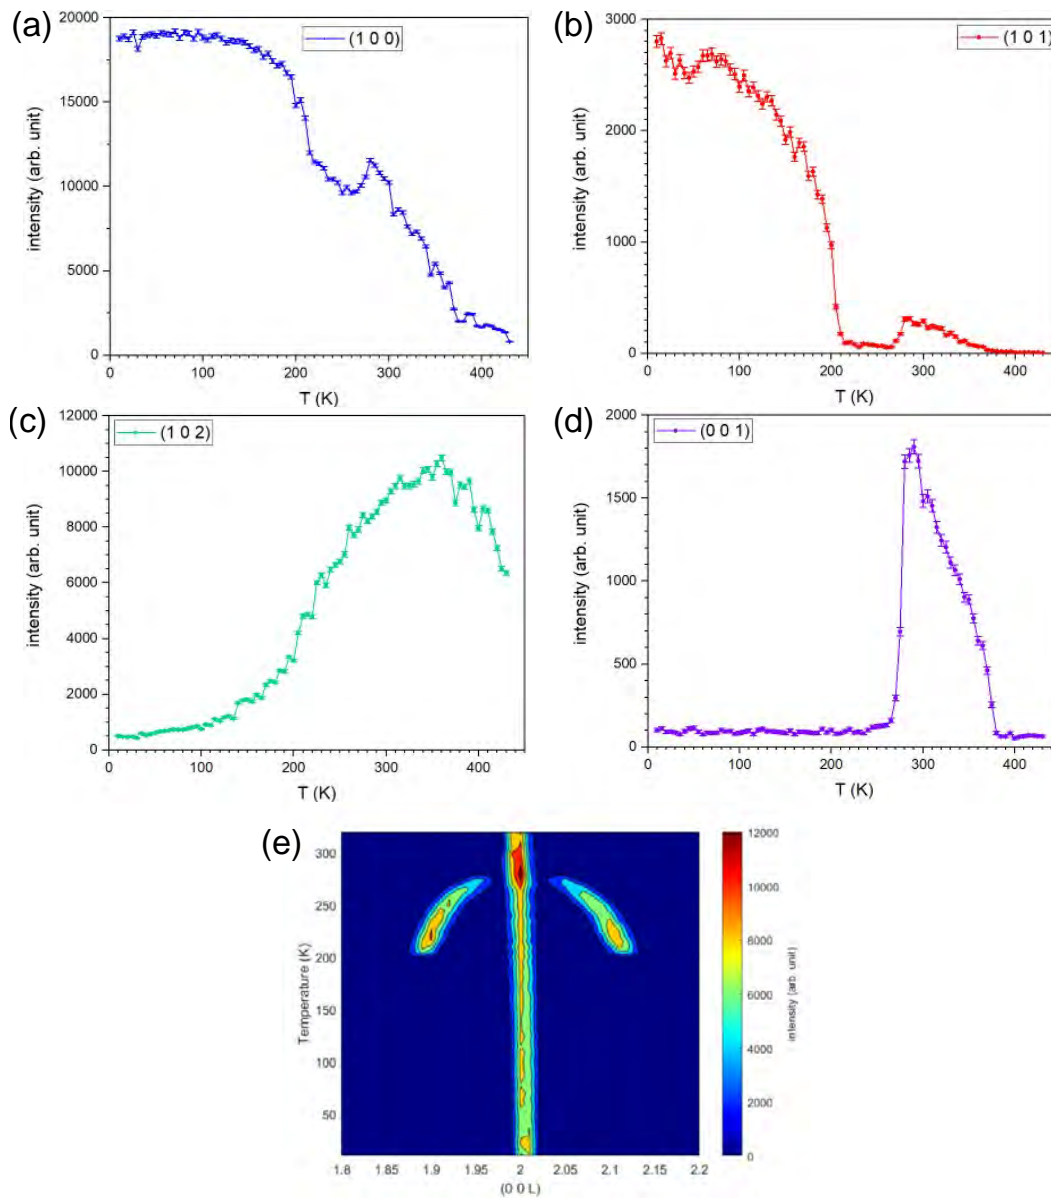 (a)
(1 0 0)
intensity (arb. unit)
20000
15000
10000
5000
0
0 100 200 300 400
T (K)
(b)
(1 0 1)
intensity (arb. unit)
3000
2000
1000
0
0 100 200 300 400
T (K)
(c)
(1 0 2)
intensity (arb. unit)
12000
10000
8000
6000
4000
2000
0
0 100 200 300 400
T (K)
(d)
(0 0 1)
intensity (arb. unit)
2000
1500
1000
500
0
0 100 200 300 400
T (K)
(e)
Temperature (K)
300
250
200
150
100
50
1.8 1.85 1.9 1.95 2 2.05 2.1 2.15 2.2
(0 0 L)
12000
10000
8000
6000
4000
2000
0
intensity (arb. unit)